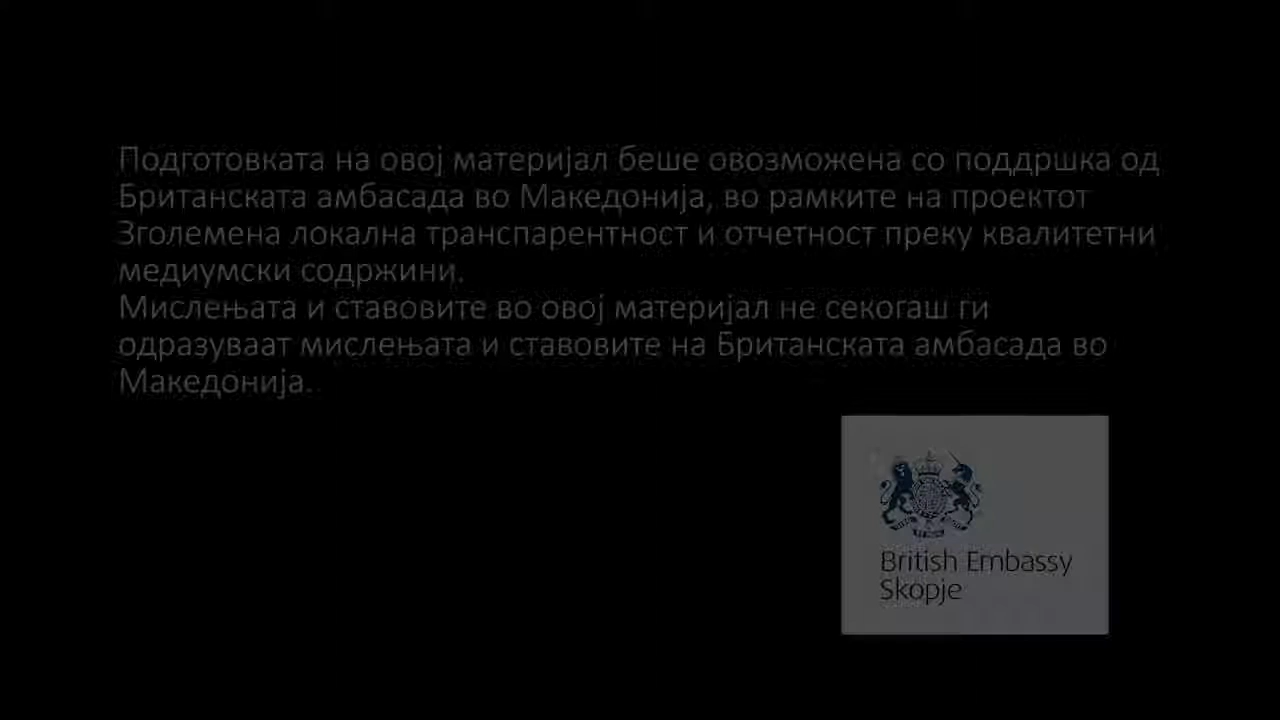 Подготовката на овој материјал беше овозможена со поддршка од
Британската амбасада во Македонија, во рамките на проектот
Зголемена локална транспарентност и отчетност преку квалитетни
медиумски содржини.
Мислењата и ставовите во овој материјал не секогаш ги
одразуваат мислењата и ставовите на Британската амбасада во
Македонија.
British Embassy
Skopje